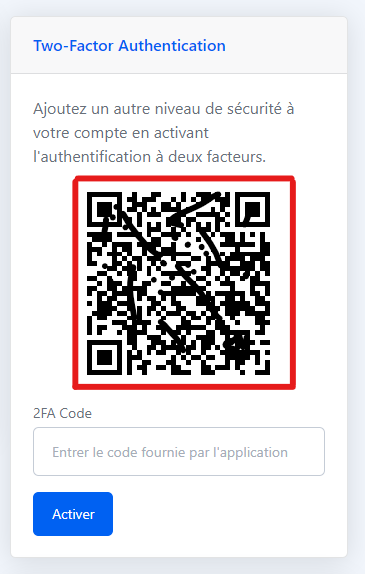 Two-Factor Authentication
Ajoutez un autre niveau de sécurité à
votre compte en activant
l'authentification à deux facteurs.
2FA Code
Entrer le code fournie par l'application
Activer